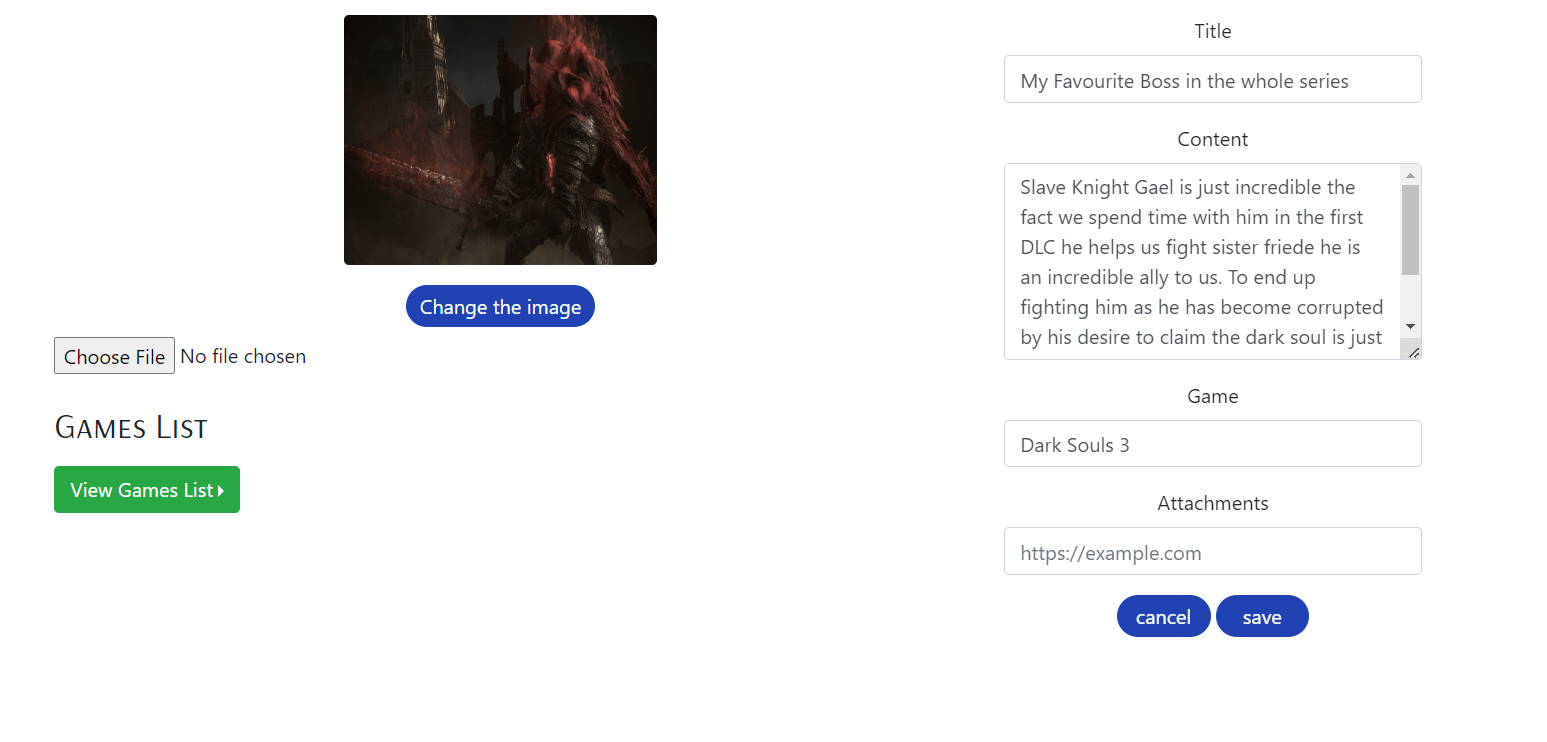 Change the image
Choose File No file chosen
Games List
View Games List
Title
My Favourite Boss in the whole series
Content
Slave Knight Gael is just incredible the
fact we spend time with him in the first
DLC he helps us fight sister friede he is
an incredible ally to us. To end up
fighting him as he has become corrupted
by his desire to claim the dark soul is just
Game
Dark Souls 3
Attachments
https://example.com
cancel save